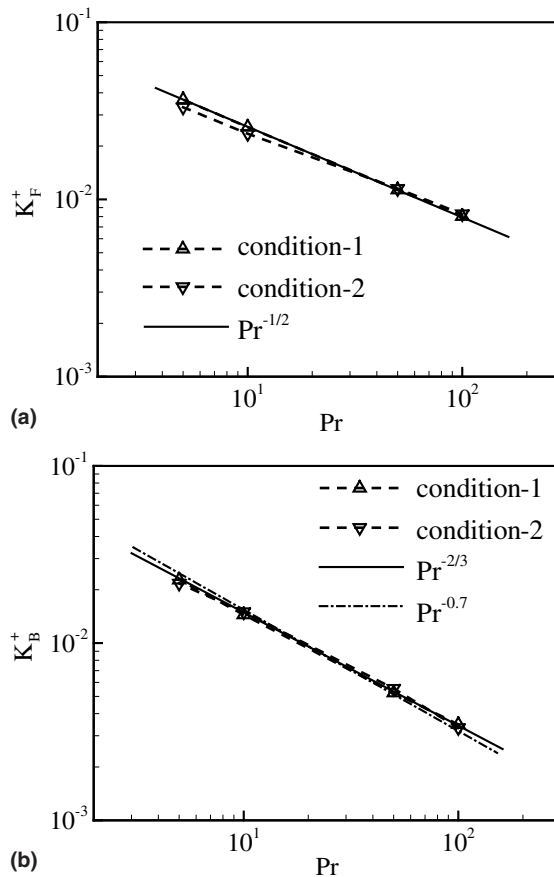 10^-1
K_F^+
10^-2
condition-1
condition-2
Pr^-1/2
10^-3
10^1
10^2
(a)
Pr
10^-1
condition-1
condition-2
Pr^-2/3
Pr^-0.7
K_B^+
10^-2
10^-3
10^1
10^2
(b)
Pr